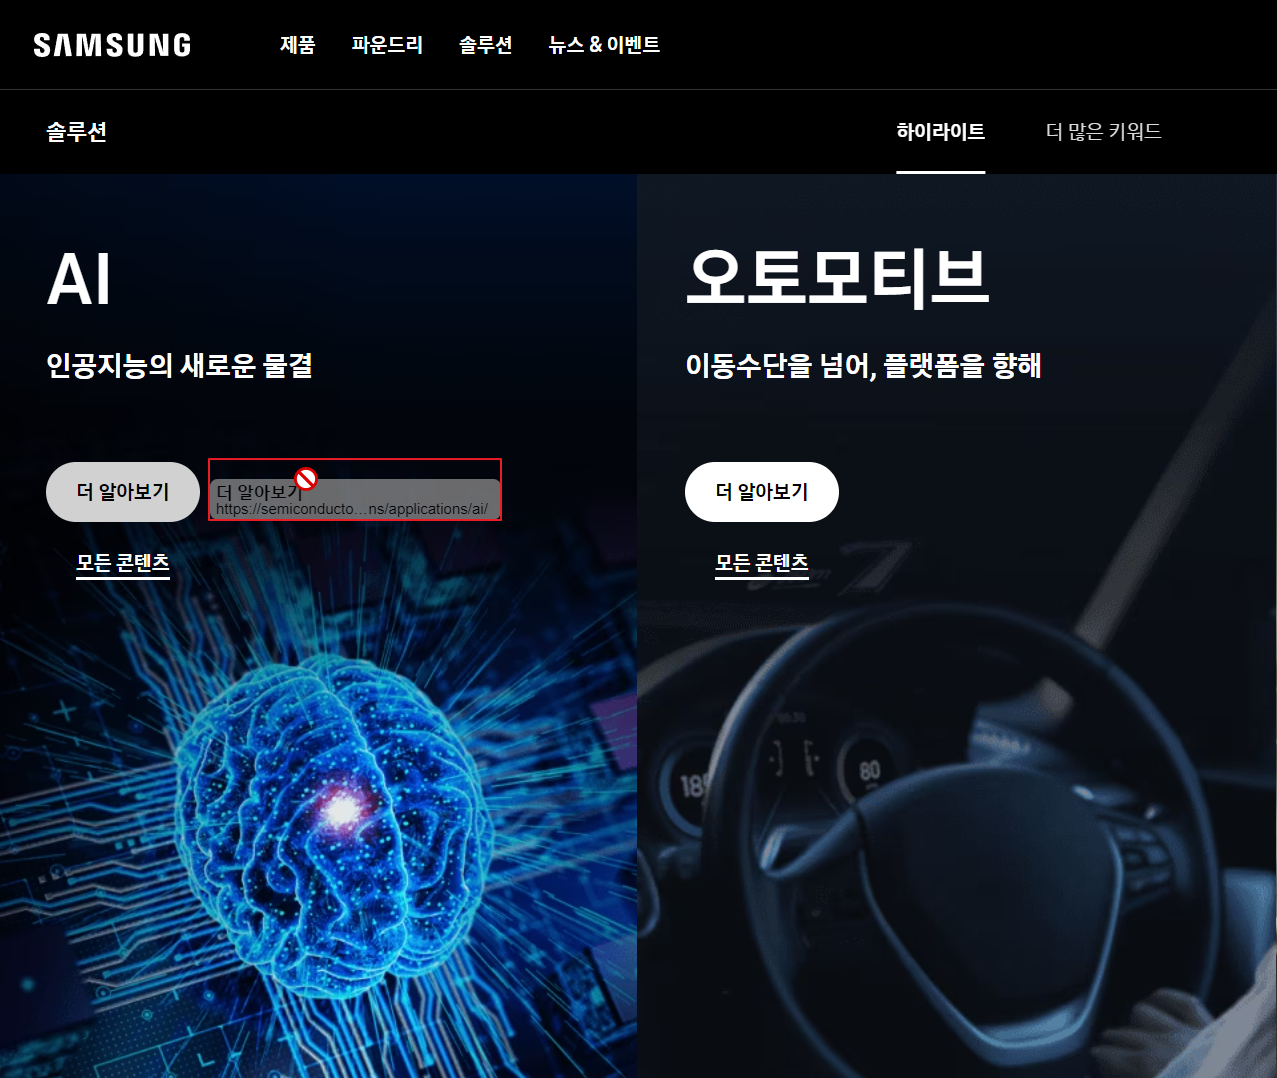 SAMSUNG
제품 파운드리 솔루션 뉴스 & 이벤트
솔루션
하이라이트 더 많은 키워드
AI
인공지능의 새로운 물결
더 알아보기
더 알아보기
https://semiconducto...ns/applications/ai/
모든 콘텐츠
오토모티브
이동수단을 넘어, 플랫폼을 향해
더 알아보기
모든 콘텐츠
80